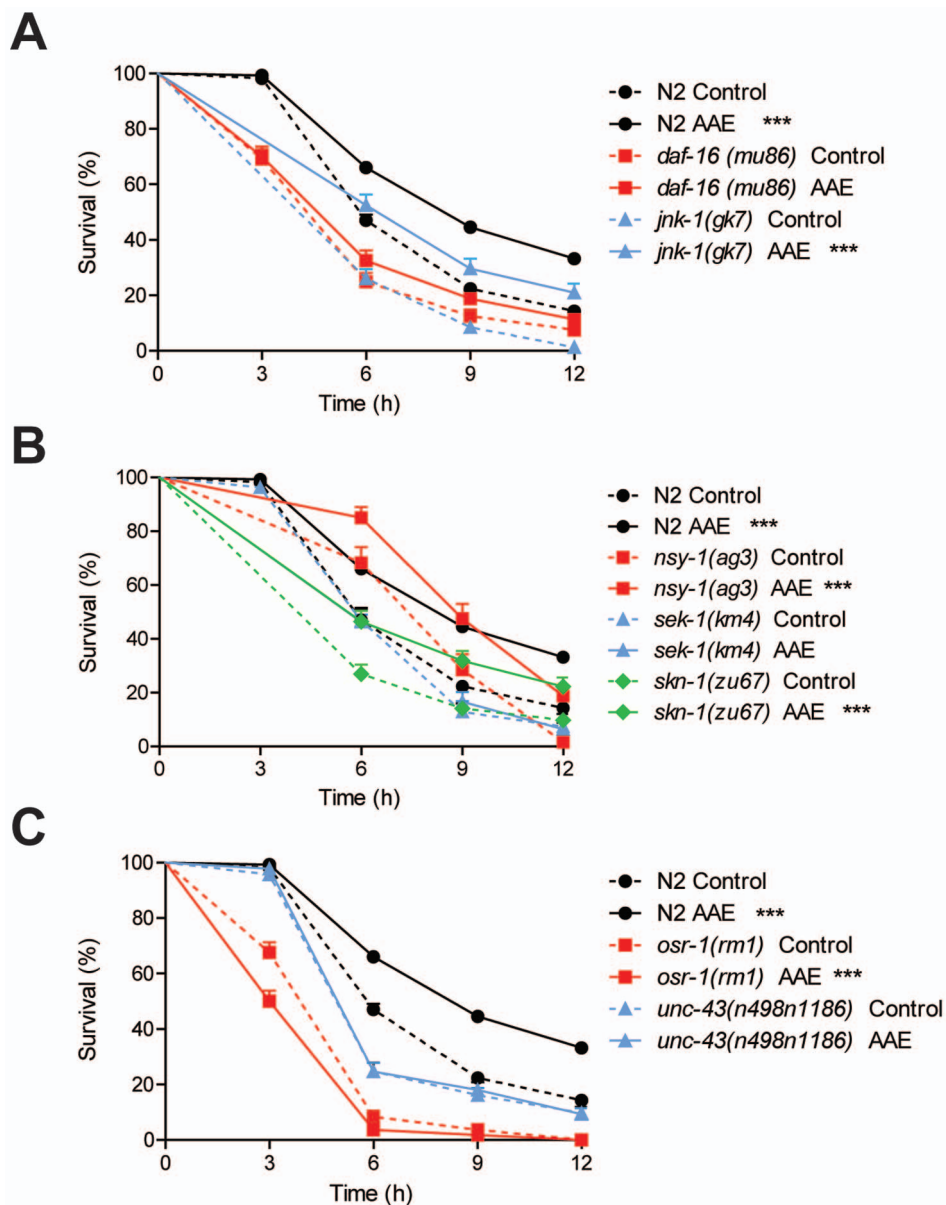 A
Survival (%)
100
80
60
40
20
0
0 3 6 9 12
Time (h)
N2 Control
N2 AAE ***
daf-16 (mu86) Control
daf-16 (mu86) AAE
jnk-1(gk7) Control
jnk-1(gk7) AAE ***
B
Survival (%)
100
80
60
40
20
0
0 3 6 9 12
Time (h)
N2 Control
N2 AAE ***
nsy-1(ag3) Control
nsy-1(ag3) AAE ***
sek-1(km4) Control
sek-1(km4) AAE
skn-1(zu67) Control
skn-1(zu67) AAE ***
C
Survival (%)
100
80
60
40
20
0
0 3 6 9 12
Time (h)
N2 Control
N2 AAE ***
osr-1(rm1) Control
osr-1(rm1) AAE ***
unc-43(n498n1186) Control
unc-43(n498n1186) AAE